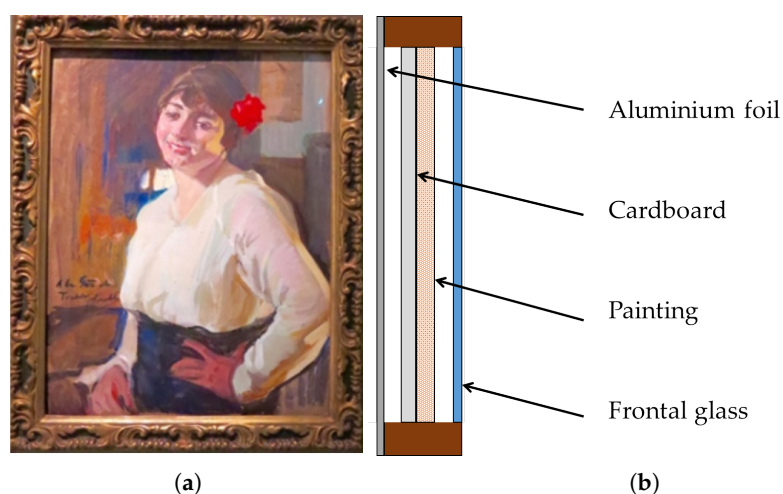 Aluminium foil
Cardboard
Painting
Frontal glass
(a)
(b)